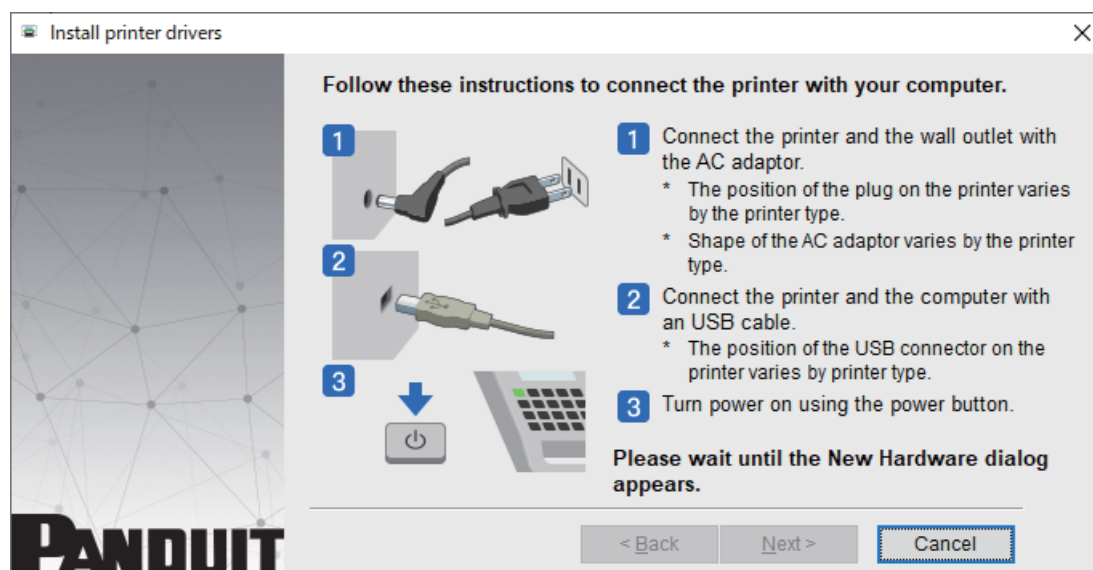 Install printer drivers
Follow these instructions to connect the printer with your computer.
1
2
3
1 Connect the printer and the wall outlet with
the AC adaptor.
* The position of the plug on the printer varies
by the printer type.
* Shape of the AC adaptor varies by the printer
type.
2 Connect the printer and the computer with
an USB cable.
* The position of the USB connector on the
printer varies by printer type.
3 Turn power on using the power button.
Please wait until the New Hardware dialog
appears.
PANDUIT
< Back Next > Cancel